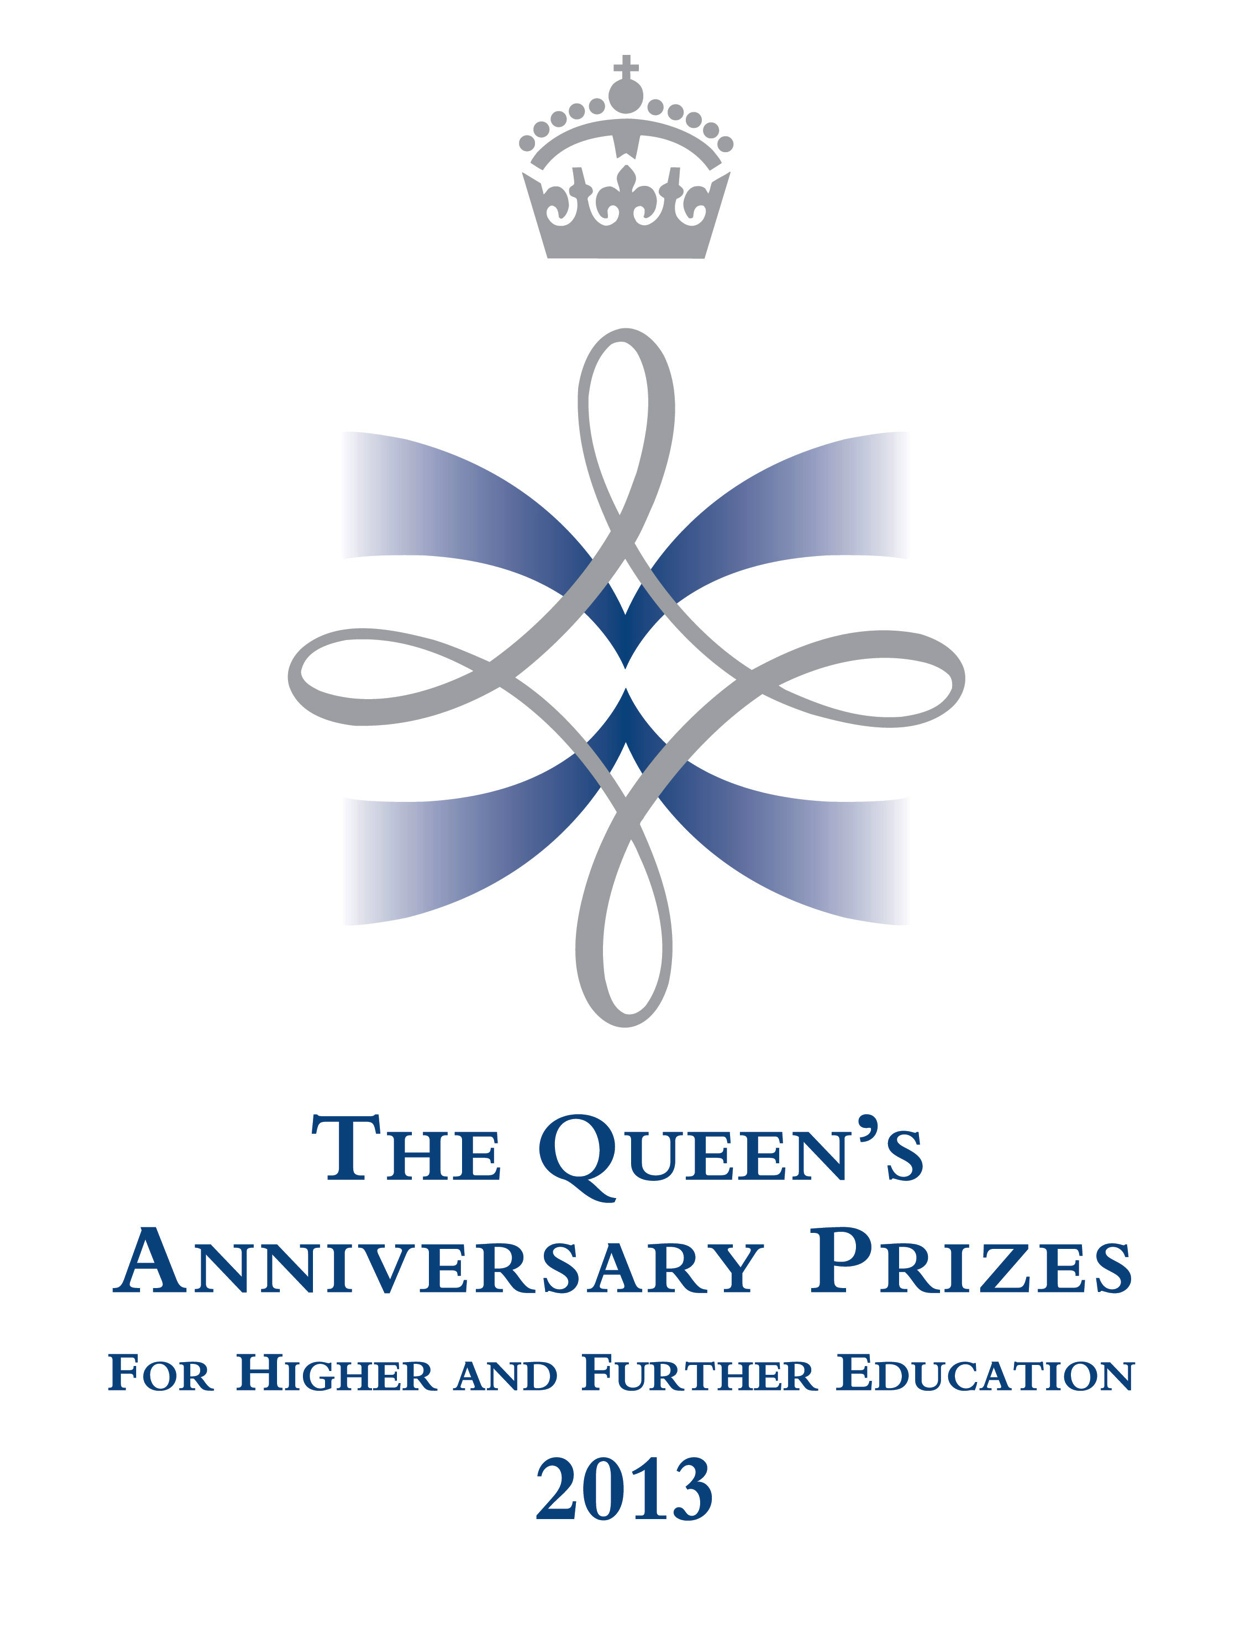 The Queen’s
Anniversary Prizes
For Higher and Further Education
2013